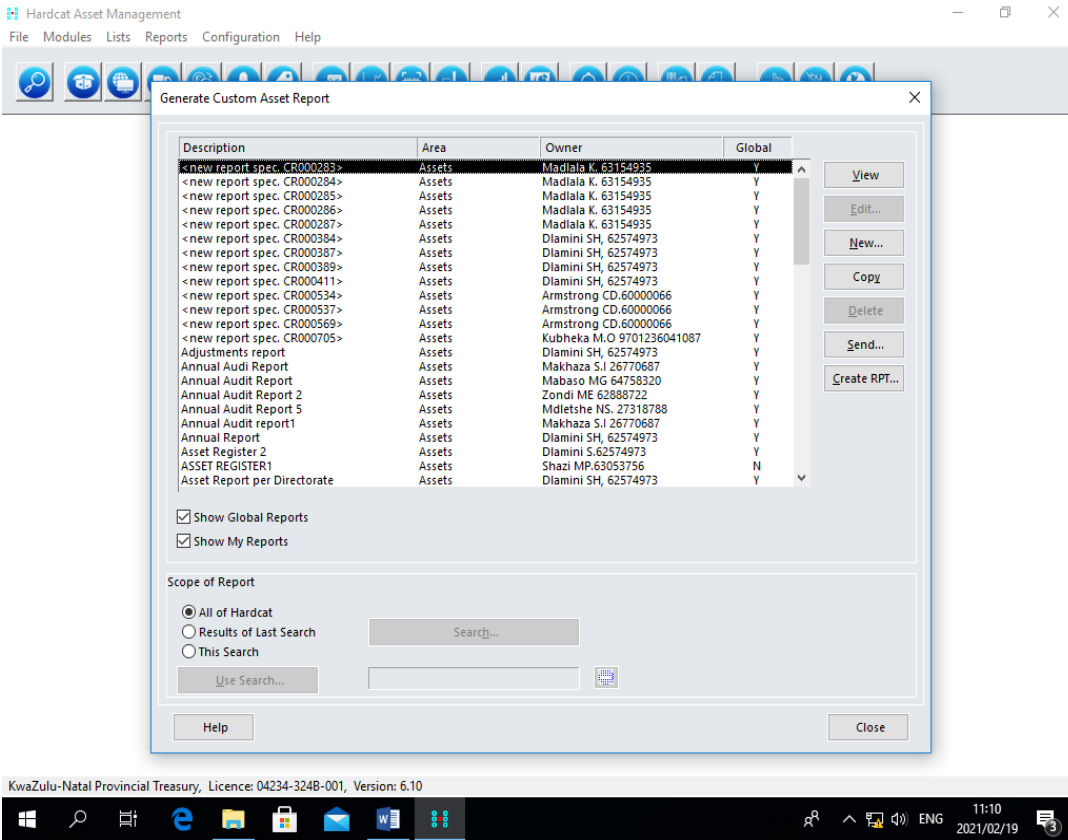 Hardcat Asset Management
File Modules Lists Reports Configuration Help
Generate Custom Asset Report
Description Area Owner Global
<new report spec. CR000283> Assets Madlala K. 63154935 Y
<new report spec. CR000284> Assets Madlala K. 63154935 Y
<new report spec. CR000285> Assets Madlala K. 63154935 Y
<new report spec. CR000286> Assets Madlala K. 63154935 Y
<new report spec. CR000287> Assets Madlala K. 63154935 Y
<new report spec. CR000384> Assets Dlamini SH, 62574973 Y
<new report spec. CR000387> Assets Dlamini SH, 62574973 Y
<new report spec. CR000389> Assets Dlamini SH, 62574973 Y
<new report spec. CR000411> Assets Dlamini SH, 62574973 Y
<new report spec. CR000534> Assets Armstrong CD.60000066 Y
<new report spec. CR000537> Assets Armstrong CD.60000066 Y
<new report spec. CR000569> Assets Armstrong CD.60000066 Y
<new report spec. CR000705> Assets Kubheka M.O 9701236041087 Y
Adjustments report Assets Dlamini SH, 62574973 Y
Annual Audi Report Assets Makhaza S.I 26770687 Y
Annual Audit Report Assets Mabaso MG 64758320 Y
Annual Audit Report 2 Assets Zondi ME 62888722 Y
Annual Audit Report 5 Assets Mdletshe NS. 27318788 Y
Annual Audit report1 Assets Makhaza S.I 26770687 Y
Annual Report Assets Dlamini SH, 62574973 Y
Asset Register 2 Assets Dlamini S.62574973 Y
ASSET REGISTER1 Assets Shazi MP.63053756 N
Asset Report per Directorate Assets Dlamini SH, 62574973 Y
View
Edit...
New...
Copy
Delete
Send...
Create RPT...
Show Global Reports
Show My Reports
Scope of Report
All of Hardcat
Results of Last Search
This Search
Search...
Use Search...
Help
Close
KwaZulu-Natal Provincial Treasury, Licence: 04234-324B-001, Version: 6.10
ENG
11:10
2021/02/19
3